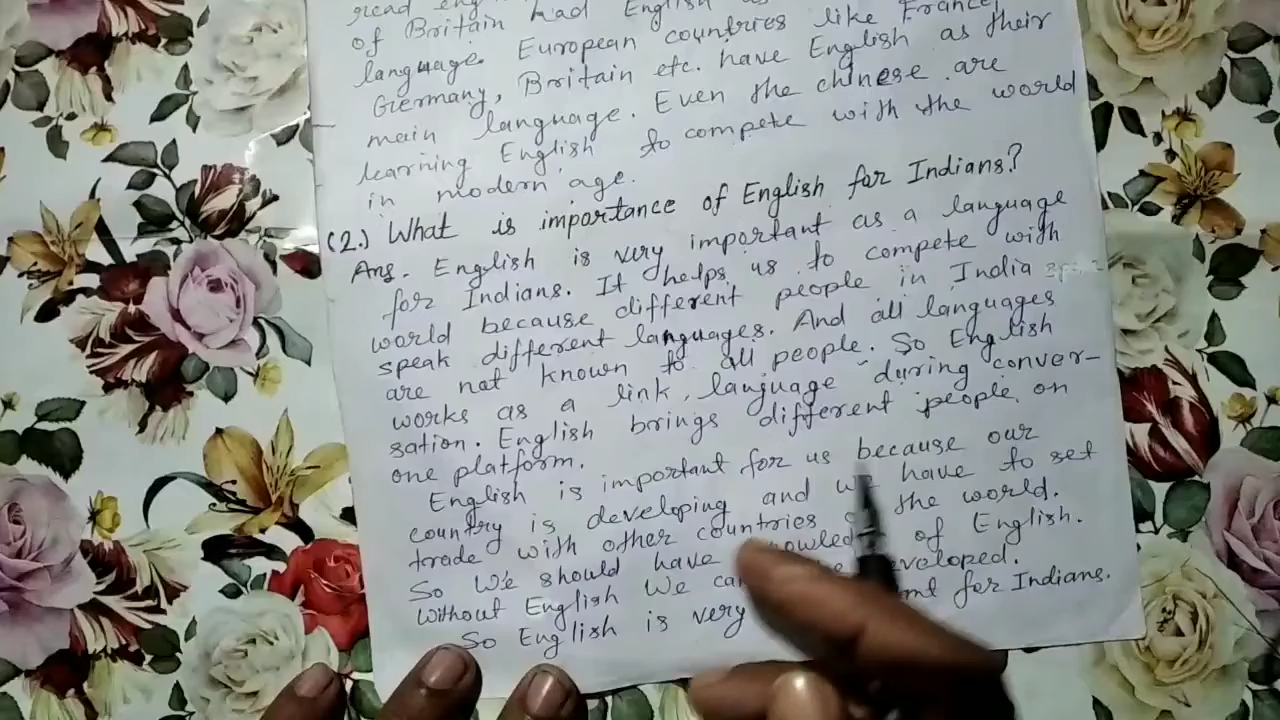 read
of Britain had English
language. European countries like France,
Germany, Britain etc. have English as their
main language. Even the chinese are
learning English to compete with the world
in modern age.
(2.) What is importance of English for Indians?
Ans. English is very important as a language
for Indians. It helps us to compete with
world because different people in India
speak different languages. And all languages
are not known to all people. So English
works as a link, language during conver-
sation. English brings different people on
one platform.
English is important for us because our
country is developing and we have to set
trade with other countries the world.
So We should have of English.
Without English We
So English is very for Indians.